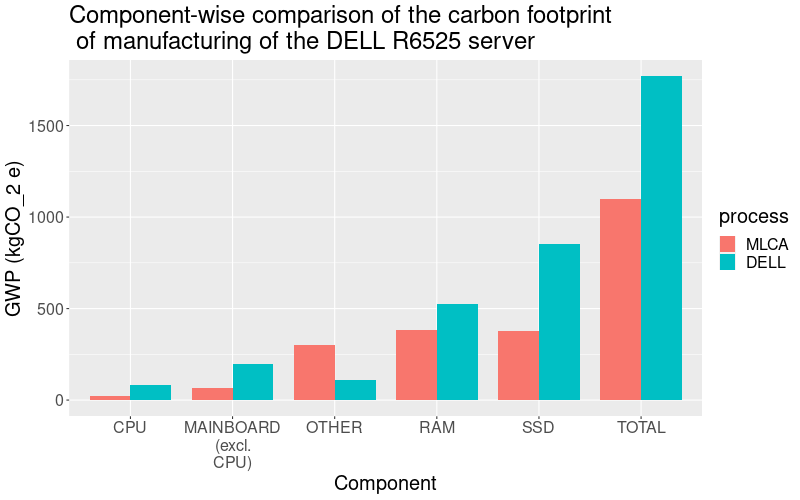 Component-wise comparison of the carbon footprint
of manufacturing of the DELL R6525 server
GWP (kgCO_2 e)
1500
1000
500
0
CPU
MAINBOARD
(excl.
CPU)
OTHER
RAM
SSD
TOTAL
Component
process
MLCA
DELL